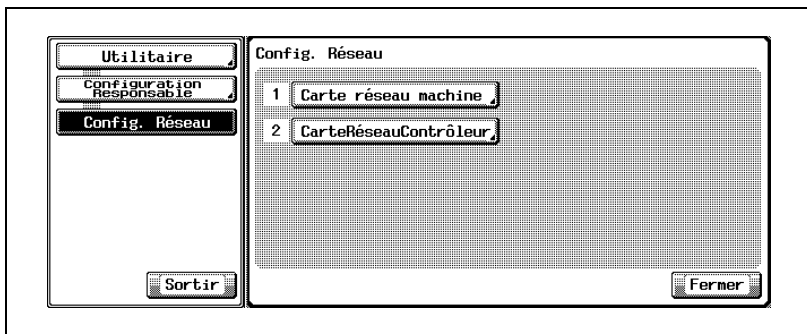 Utilitaire
Configuration
Responsable
Config. Réseau
Sortir
Config. Réseau
1 Carte réseau machine
2 CarteRéseauContrôleur
Fermer